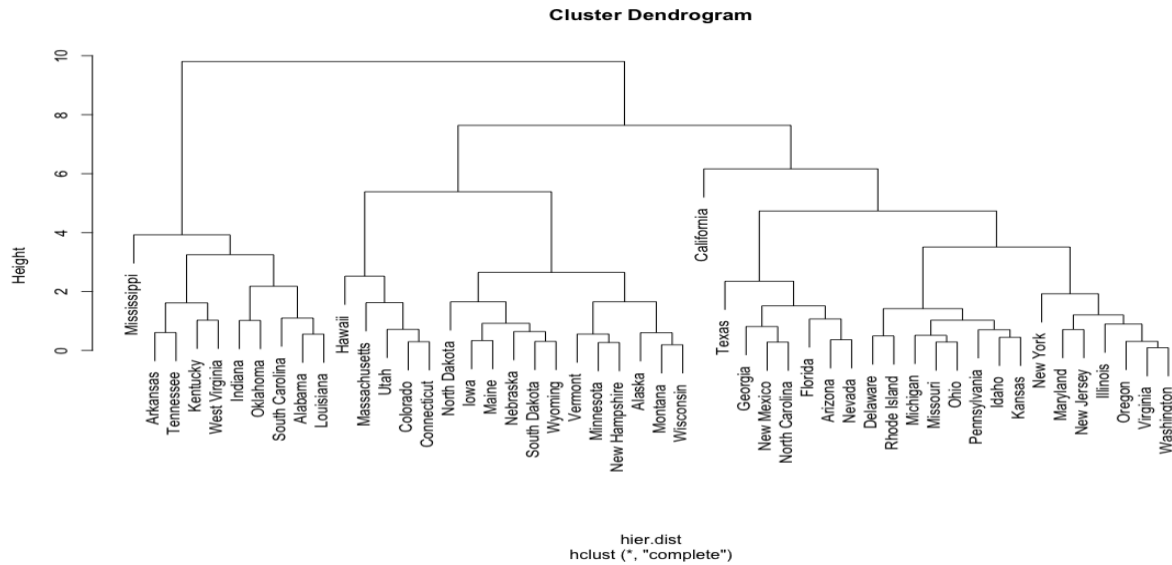 Cluster Dendrogram
Height
10
8
6
4
2
0
Mississippi
Arkansas
Tennessee
Kentucky
West Virginia
Indiana
Oklahoma
South Carolina
Alabama
Louisiana
Hawaii
Massachusetts
Utah
Colorado
Connecticut
North Dakota
Iowa
Maine
Nebraska
South Dakota
Wyoming
Vermont
Minnesota
New Hampshire
Alaska
Montana
Wisconsin
California
Texas
Georgia
New Mexico
North Carolina
Florida
Arizona
Nevada
Delaware
Rhode Island
Michigan
Missouri
Ohio
Pennsylvania
Idaho
Kansas
New York
Maryland
New Jersey
Illinois
Oregon
Virginia
Washington
hier.dist
hclust (*, "complete")